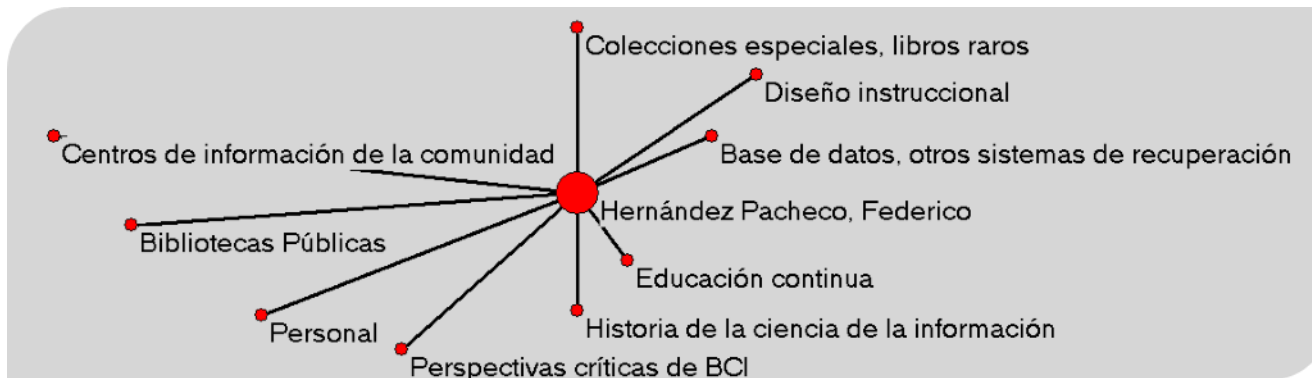 Colecciones especiales, libros raros
Diseño instruccional
Centros de información de la comunidad
Base de datos, otros sistemas de recuperación
Hernández Pacheco, Federico
Bibliotecas Públicas
Educación continua
Personal
Historia de la ciencia de la información
Perspectivas críticas de BCI